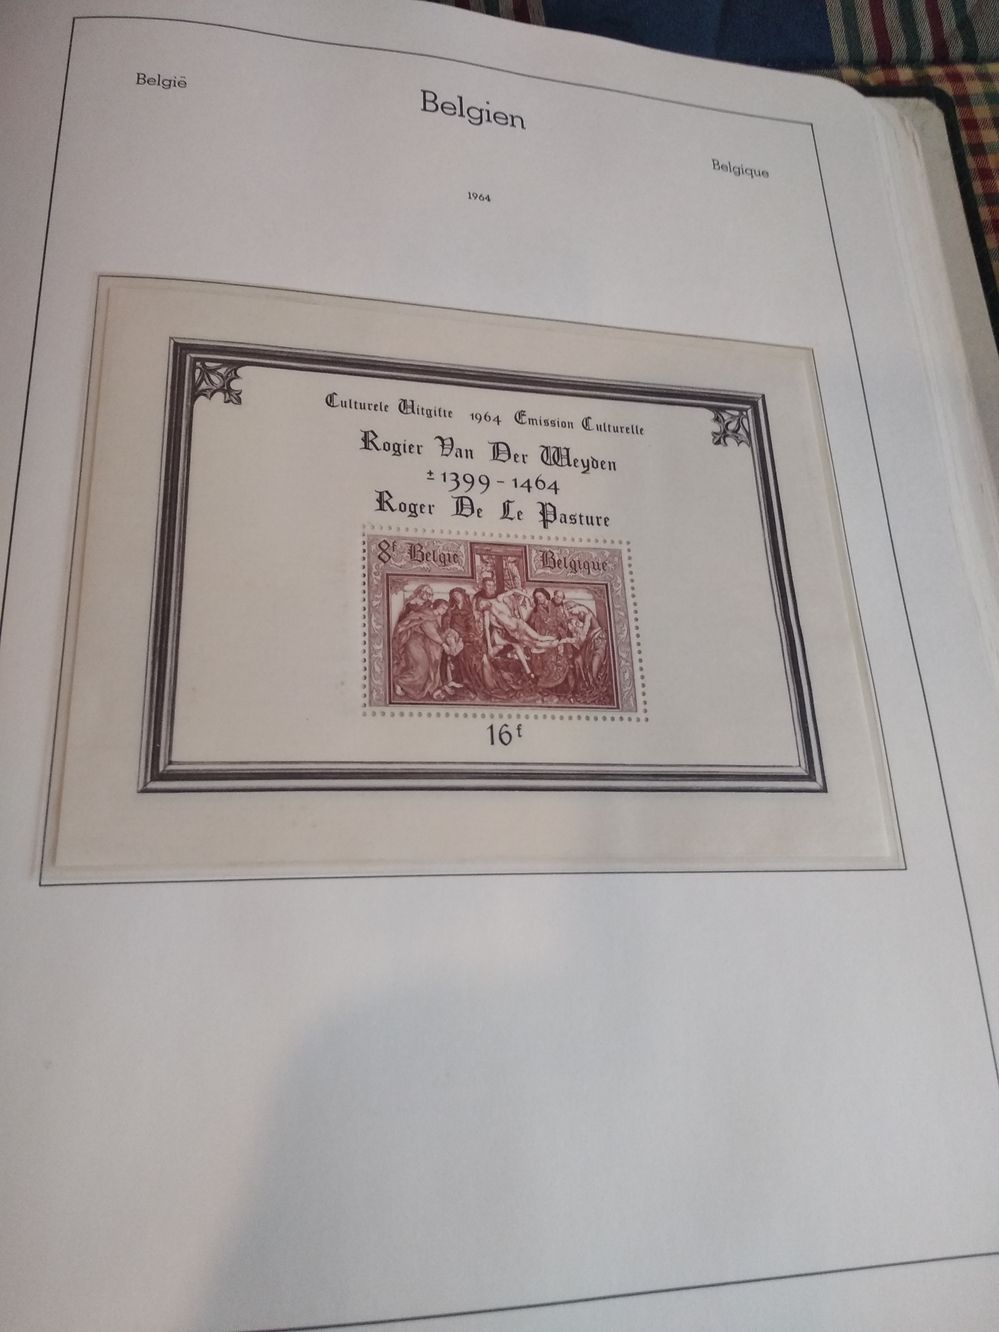 België
Belgien
Belgique
1964
Culturele Uitgifte 1964 Emission Culturelle
Rogier Van Der Weyden
± 1399 - 1464
Roger De Le Pasture
8F België Belgique
16F